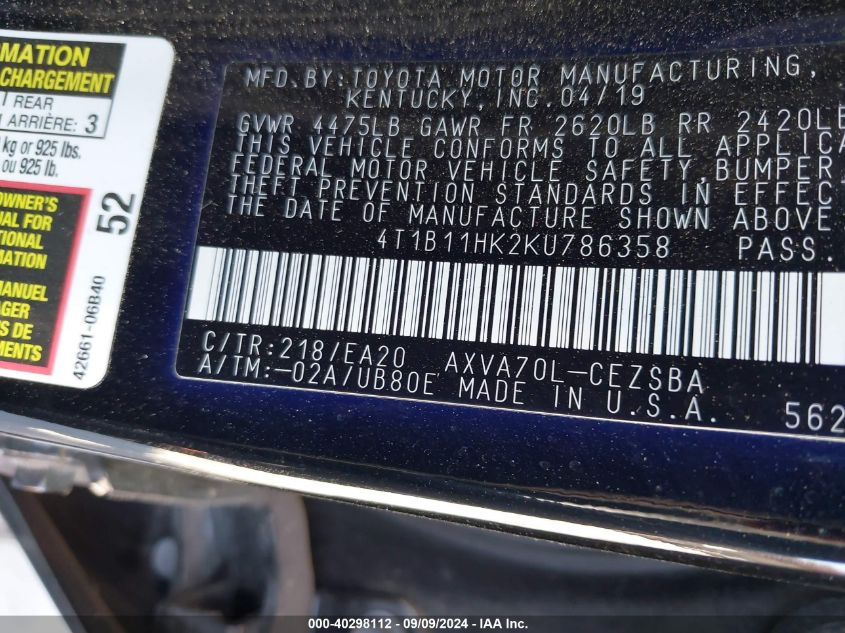 MATION
CHARGEMENT
REAR
ARRIÈRE: 3
kg or 925 lbs.
ou 925 lb.
OWNER'S
UAL FOR
TIONAL
RMATION
MANUEL
GER
S DE
MENT
52
42661-06B40
MFD.BY:TOYOTA MOTOR MANUFACTURING,
KENTUCKY,INC.04/19
GVWR 4475LB GAWR FR 2620LB RR 2420LB
THIS VEHICLE CONFORMS TO ALL APPLICA
FEDERAL MOTOR VEHICLE SAFETY,BUMPER
THEFT PREVENTION STANDARDS IN EFFECT
THE DATE OF MANUFACTURE SHOWN ABOVE.
4T1B11HK2KU786358 PASS.
C/TR:218/EA20 AXVA70L-CEZSBA
A/TM:-02A/UB80E MADE IN U.S.A.
562
000-40298112 - 09/09/2024 - IAA Inc.